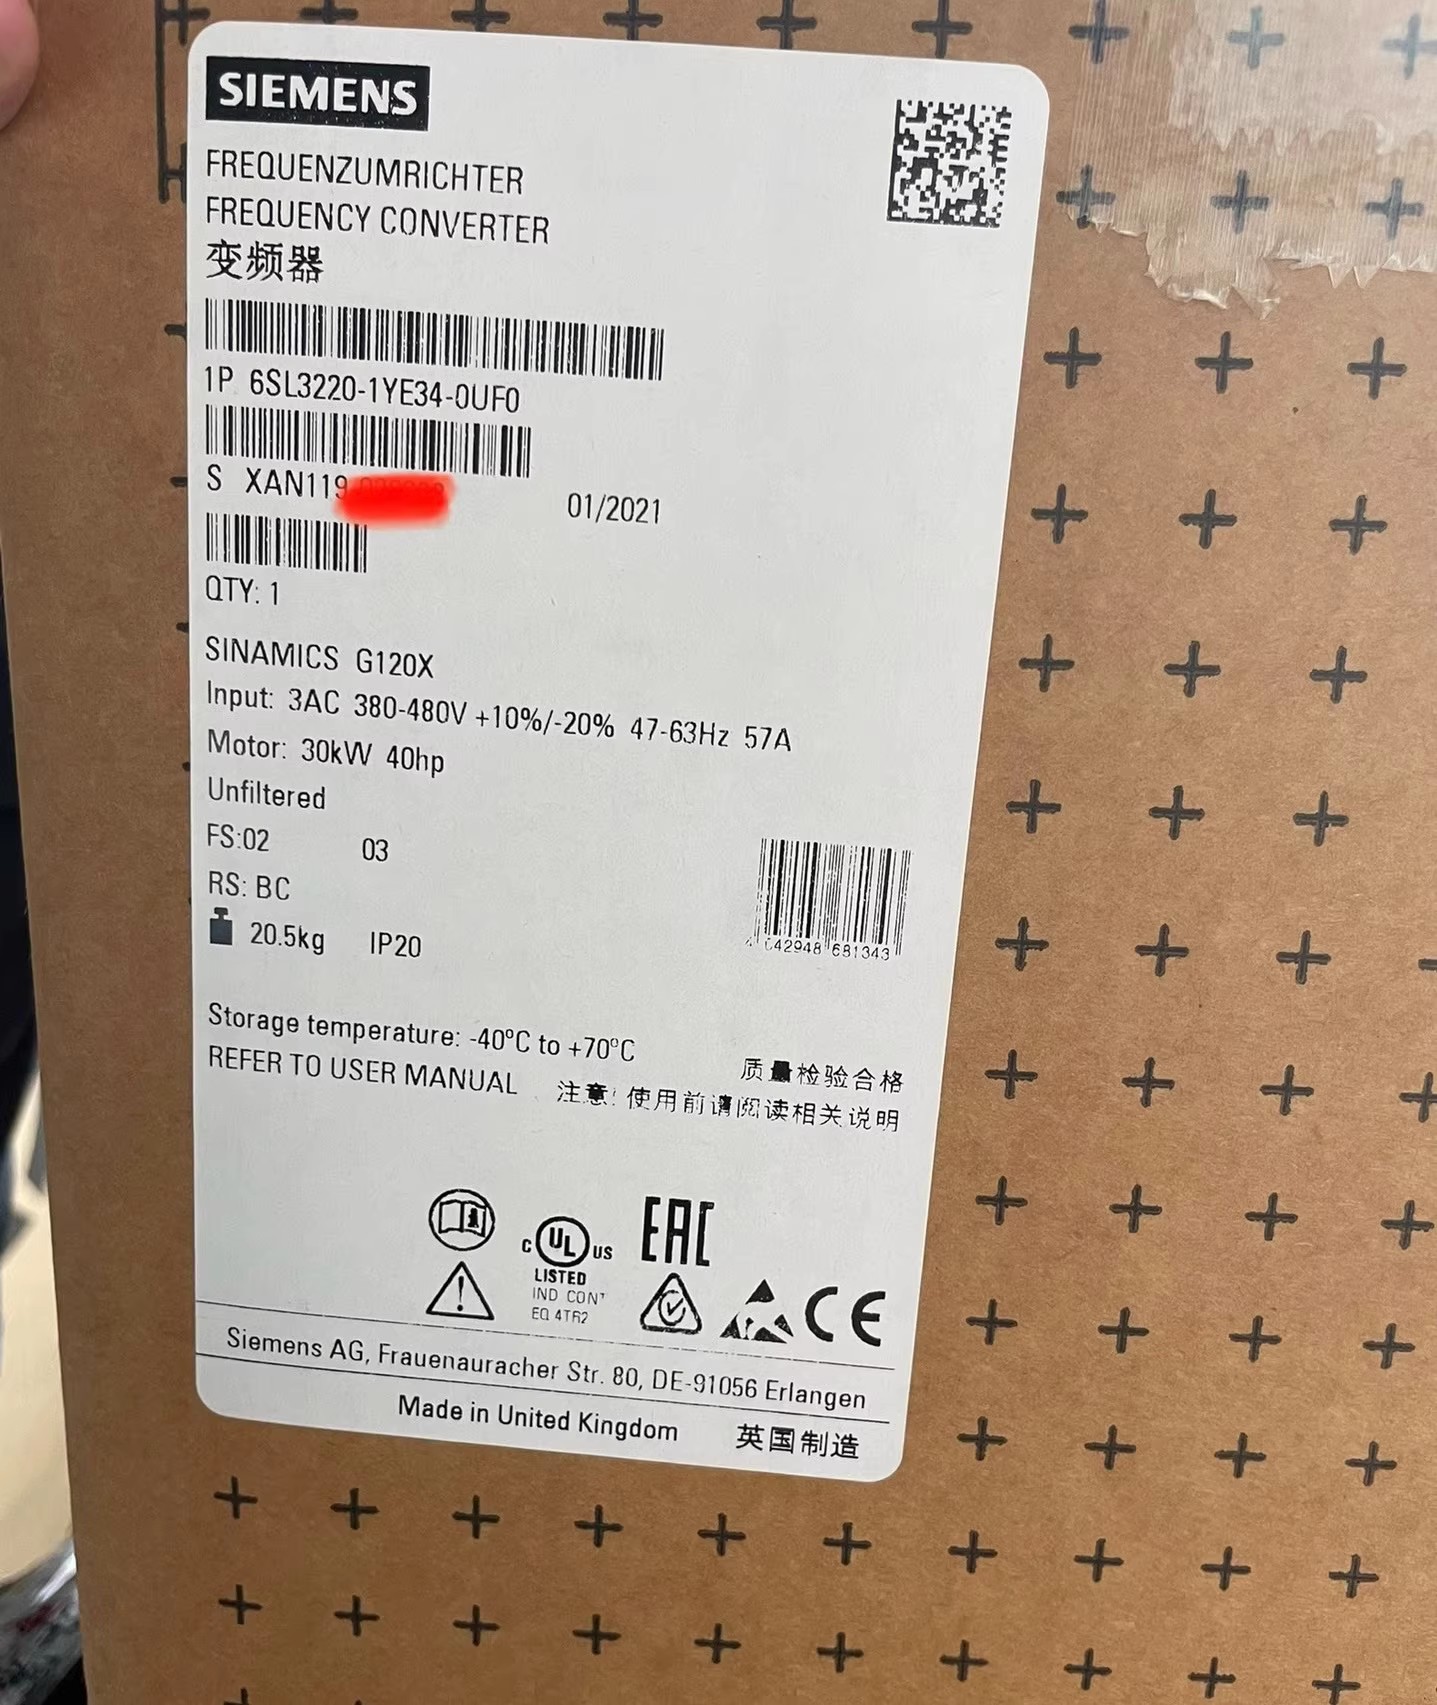 SIEMENS
FREQUENZUMRICHTER
FREQUENCY CONVERTER
变频器
1P 6SL3220-1YE34-0UF0
S XAN119
01/2021
QTY: 1
SINAMICS G120X
Input: 3AC 380-480V +10%/-20% 47-63Hz 57A
Motor: 30kW 40hp
Unfiltered
FS:02 03
RS: BC
20.5kg IP20
4 042948 681343
Storage temperature: -40ºC to +70ºC
质量检验合格
REFER TO USER MANUAL 注意! 使用前请阅读相关说明
EAC
C UL US
LISTED
IND CONT
EQ 4TR2
CE
Siemens AG, Frauenauracher Str. 80, DE-91056 Erlangen
Made in United Kingdom 英国制造